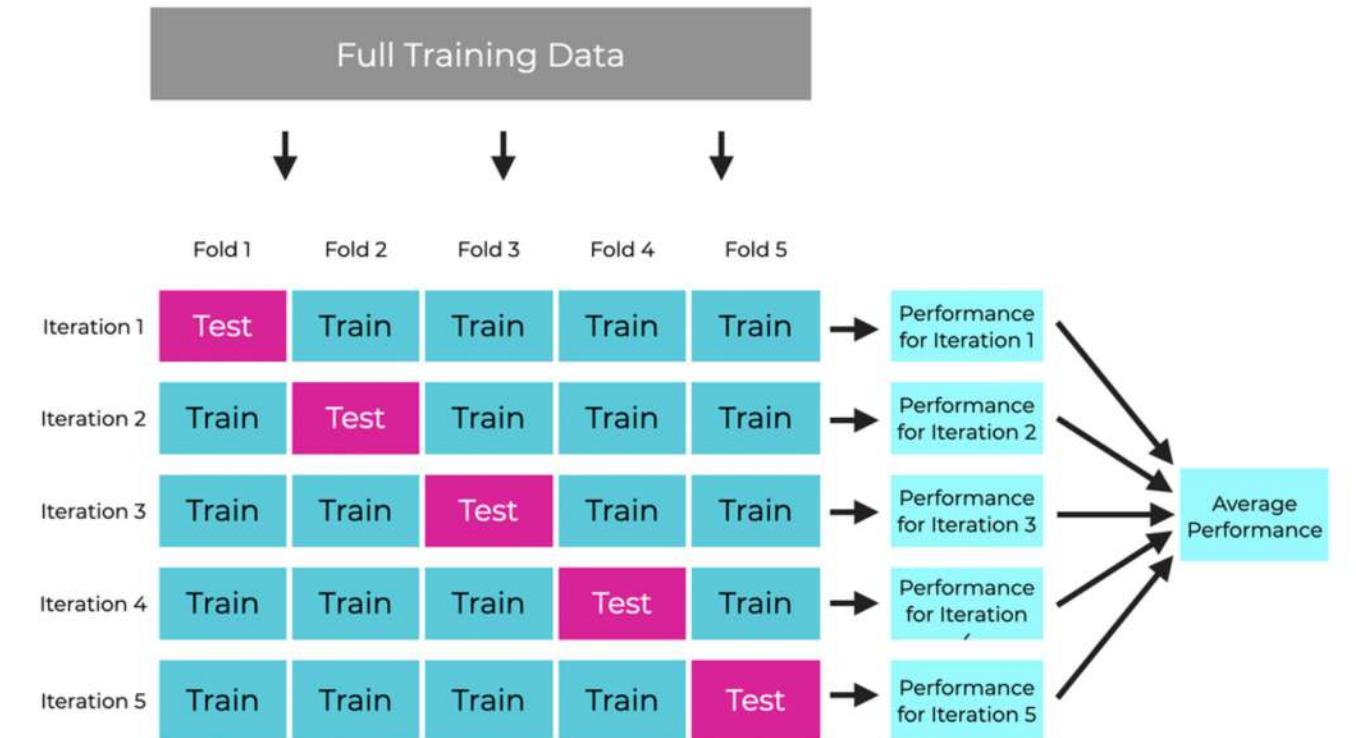 Full Training Data
Fold 1 Fold 2 Fold 3 Fold 4 Fold 5
Iteration 1 Test Train Train Train Train Performance
for Iteration 1
Iteration 2 Train Test Train Train Train Performance
for Iteration 2
Iteration 3 Train Train Test Train Train Performance
for Iteration 3
Average
Performance
Iteration 4 Train Train Train Test Train Performance
for Iteration
Iteration 5 Train Train Train Train Test Performance
for Iteration 5